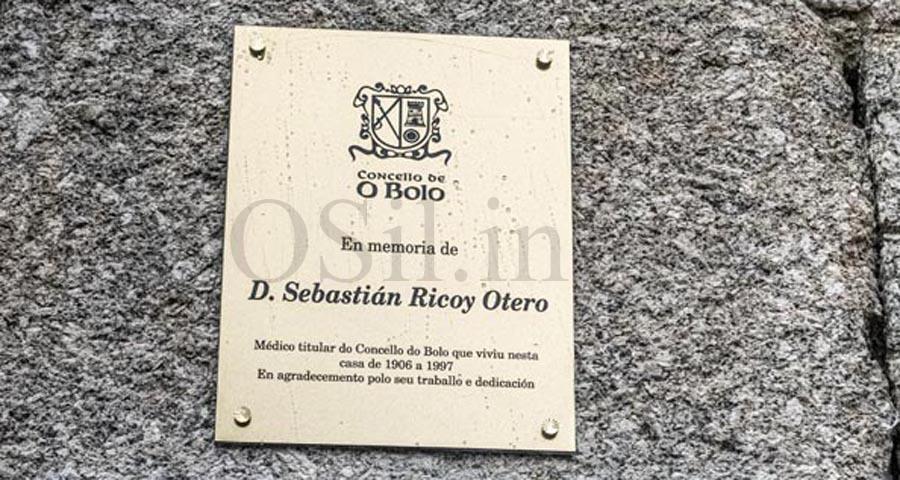 CONCELLO DE
O BOLO
En memoria de
D. Sebastián Ricoy Otero
Médico titular do Concello do Bolo que viviu nesta
casa de 1906 a 1997
En agradecemento polo seu traballo e dedicación
OSil.in